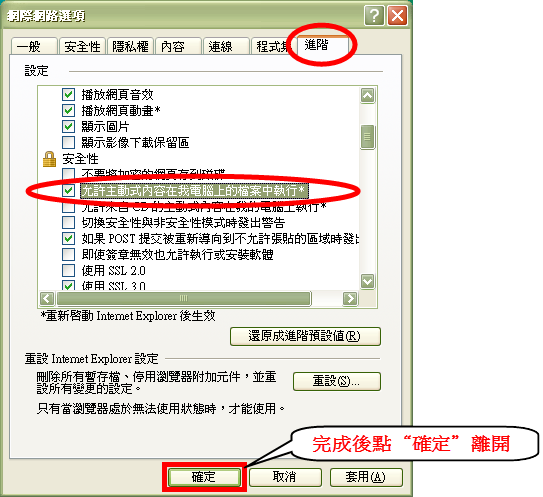 網際網路選項
一般 安全性 隱私權 內容 連線 程式集 進階
設定
播放網頁音效
播放網頁動畫*
顯示圖片
顯示影像下載保留區
安全性
不要將加密的網頁存到磁碟
允許主動式內容在我電腦上的檔案中執行*
允許來自 CD 的主動式內容在我的電腦上執行*
切換安全性與非安全性模式時發出警告
如果 POST 提交被重新導向到不允許張貼的區域時發出
即使簽章無效也允許執行或安裝軟體
使用 SSL 2.0
使用 SSL 3.0
*重新啟動 Internet Explorer 後生效
還原成進階預設值(R)
重設 Internet Explorer 設定
刪除所有暫存檔、停用瀏覽器附加元件，並重
設所有變更的設定。
重設(S)...
只有當瀏覽器處於無法使用狀態時，才能使用。
完成後點“確定”離開
確定 取消 套用(A)